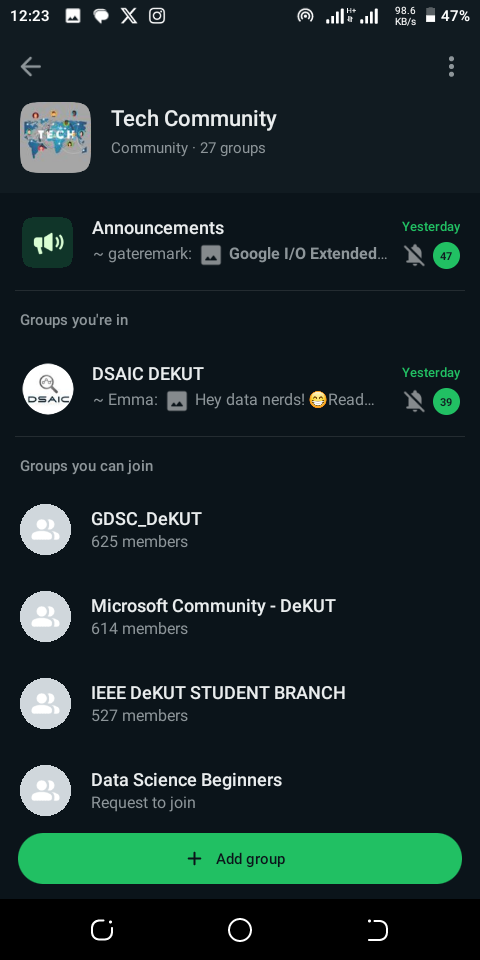 12:23
H+
98.6
KB/s
47%
TECH
Tech Community
Community · 27 groups
Announcements
Yesterday
~ gateremark: Google I/O Extended...
47
Groups you're in
DSAIC
DSAIC DEKUT
Yesterday
~ Emma: Hey data nerds! 😁Read...
39
Groups you can join
GDSC_DeKUT
625 members
Microsoft Community - DeKUT
614 members
IEEE DeKUT STUDENT BRANCH
527 members
Data Science Beginners
Request to join
+ Add group